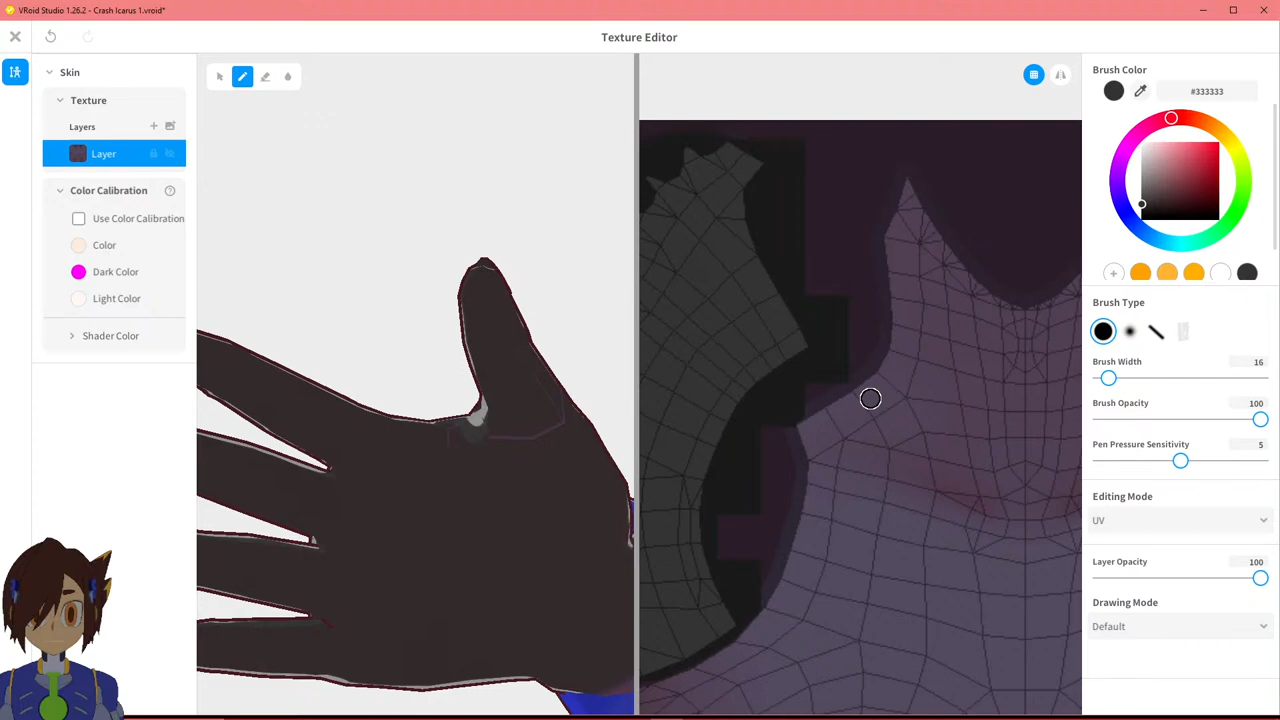 VRoid Studio 1.26.2 - Crash Icarus 1.vroid*
Texture Editor
Skin
Texture
Layers
Layer
Color Calibration
Use Color Calibration
Color
Dark Color
Light Color
Shader Color
Brush Color
#333333
Brush Type
Brush Width
16
Brush Opacity
100
Pen Pressure Sensitivity
5
Editing Mode
UV
Layer Opacity
100
Drawing Mode
Default